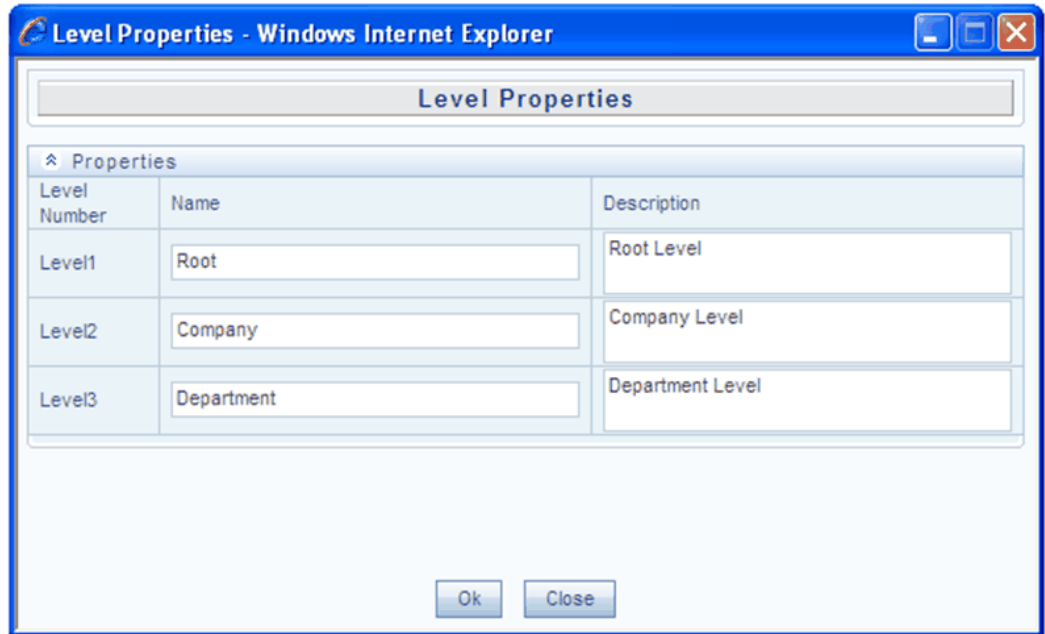 Level Properties - Windows Internet Explorer
Level Properties
Properties
Level
Number
Name
Description
Level1
Root
Root Level
Level2
Company
Company Level
Level3
Department
Department Level
Ok
Close